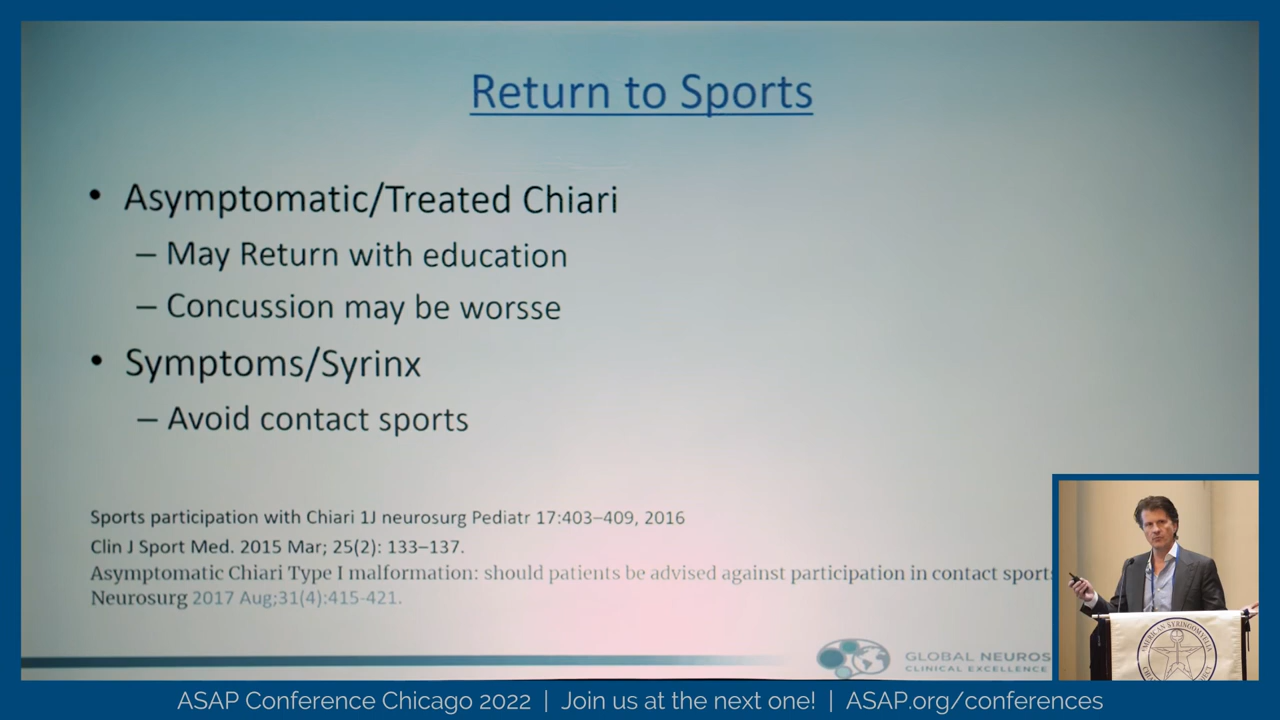 Return to Sports
• Asymptomatic/Treated Chiari
– May Return with education
– Concussion may be worsse
• Symptoms/Syrinx
– Avoid contact sports
Sports participation with Chiari 1J neurosurg Pediatr 17:403–409, 2016
Clin J Sport Med. 2015 Mar; 25(2): 133–137.
Asymptomatic Chiari Type I malformation: should patients be advised against participation in contact sports
Neurosurg 2017 Aug;31(4):415-421.
GLOBAL NEUROS
CLINICAL EXCELLENCE
AMERICAN SYRINGOMYELIA
ASAP Conference Chicago 2022 | Join us at the next one! | ASAP.org/conferences